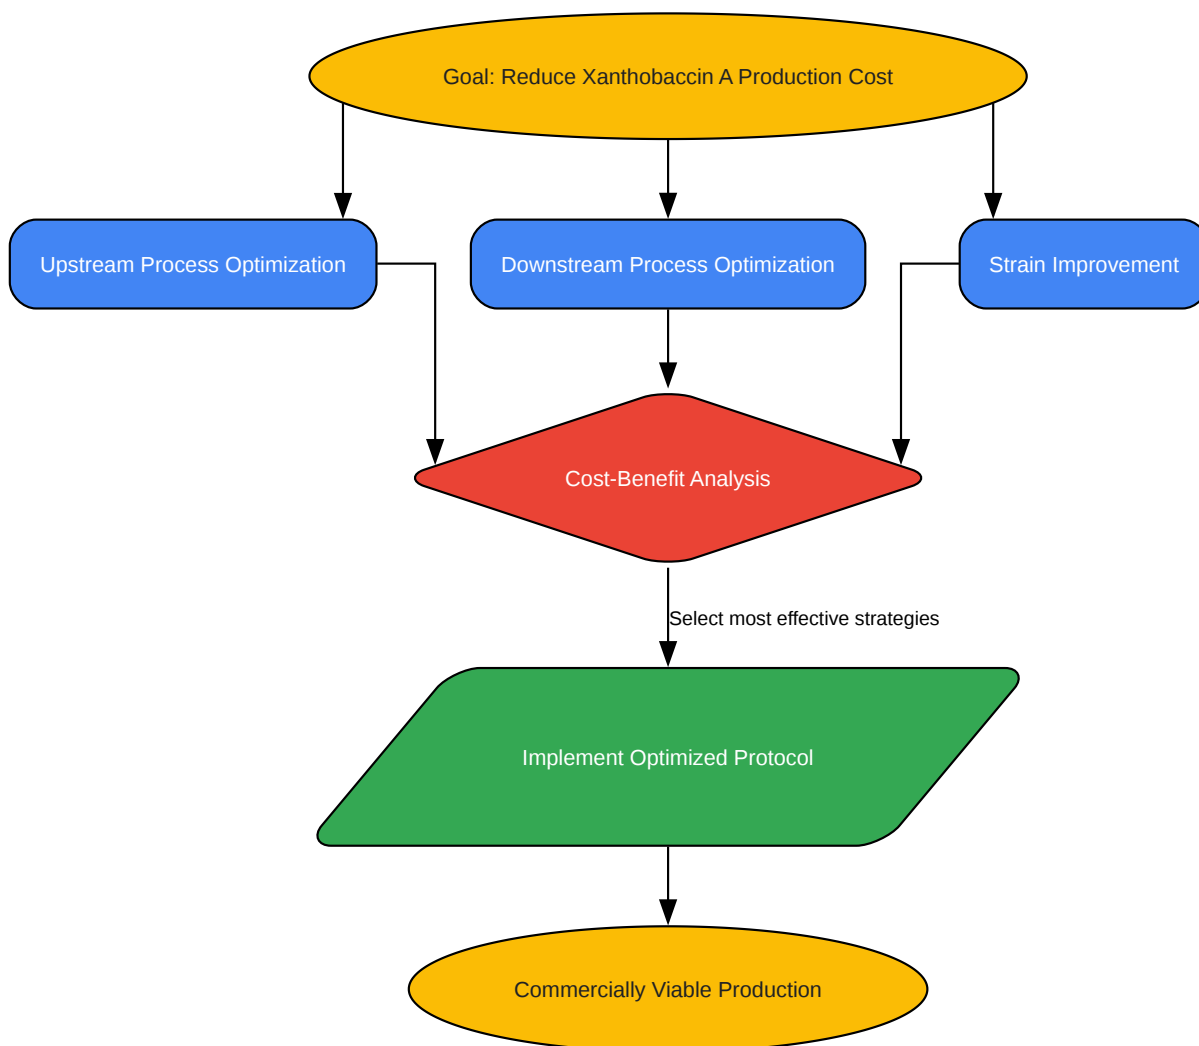 Goal: Reduce Xanthobaccin A Production Cost
Upstream Process Optimization
Downstream Process Optimization
Strain Improvement
Cost-Benefit Analysis
Select most effective strategies
Implement Optimized Protocol
Commercially Viable Production